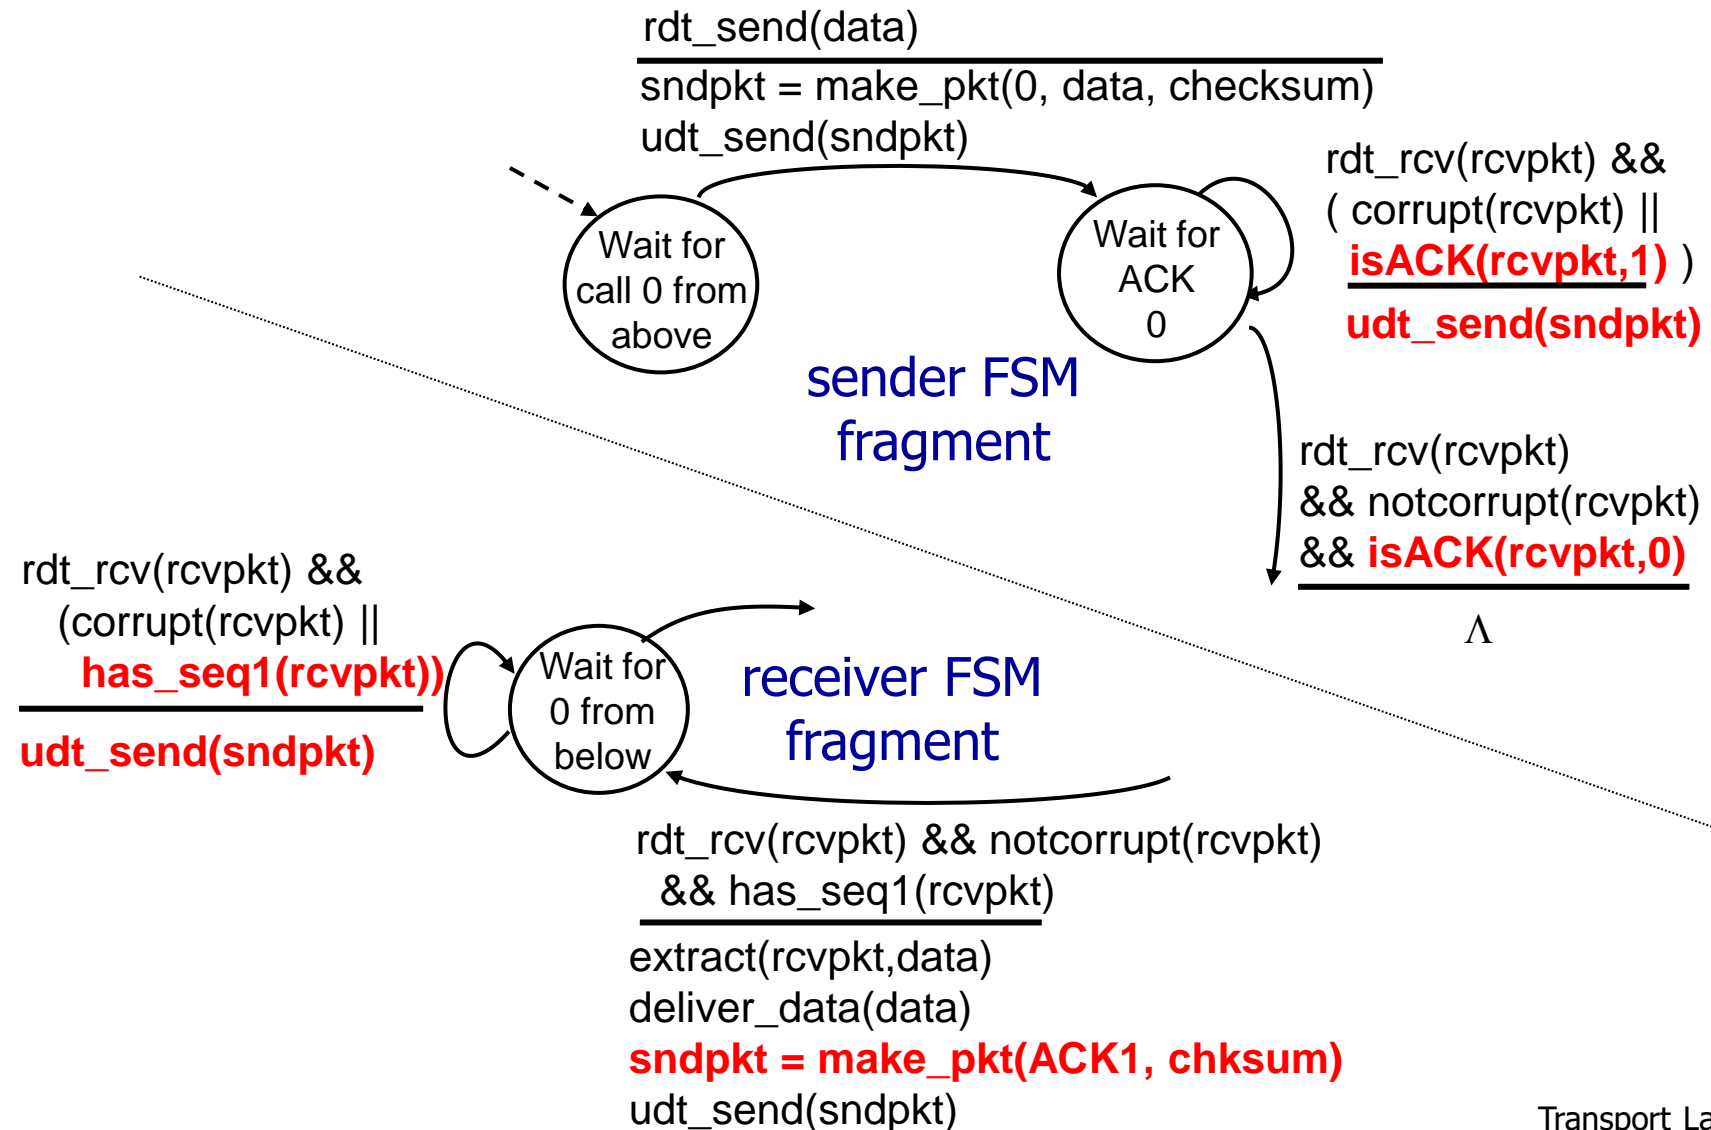 rdt_send(data)
sndpkt = make_pkt(0, data, checksum)
udt_send(sndpkt)
Wait for
call 0 from
above
Wait for
ACK
0
rdt_rcv(rcvpkt) &&
( corrupt(rcvpkt) ||
isACK(rcvpkt,1) )
udt_send(sndpkt)
sender FSM
fragment
rdt_rcv(rcvpkt)
&& notcorrupt(rcvpkt)
&& isACK(rcvpkt,0)
Λ
rdt_rcv(rcvpkt) &&
(corrupt(rcvpkt) ||
has_seq1(rcvpkt))
udt_send(sndpkt)
Wait for
0 from
below
receiver FSM
fragment
rdt_rcv(rcvpkt) && notcorrupt(rcvpkt)
&& has_seq1(rcvpkt)
extract(rcvpkt,data)
deliver_data(data)
sndpkt = make_pkt(ACK1, chksum)
udt_send(sndpkt)
Transport La